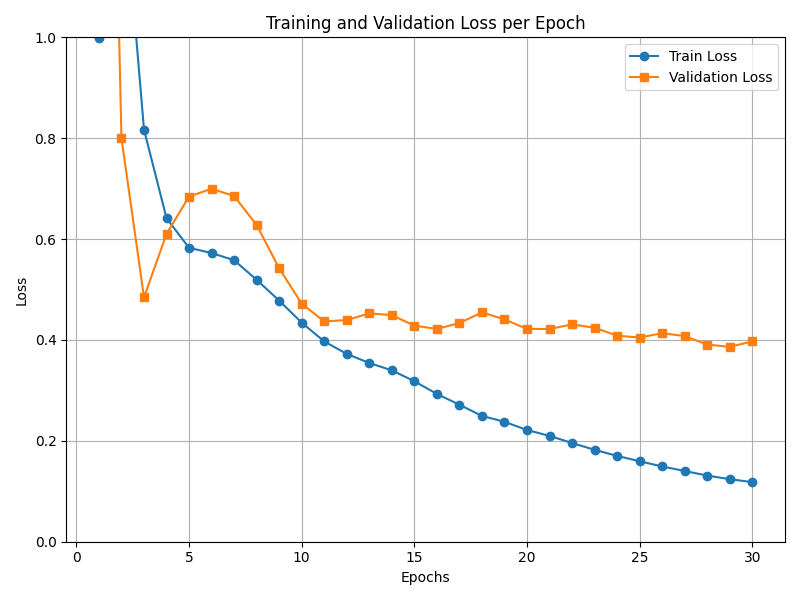 Training and Validation Loss per Epoch
Train Loss
Validation Loss
Loss
1.0
0.8
0.6
0.4
0.2
0.0
0 5 10 15 20 25 30
Epochs